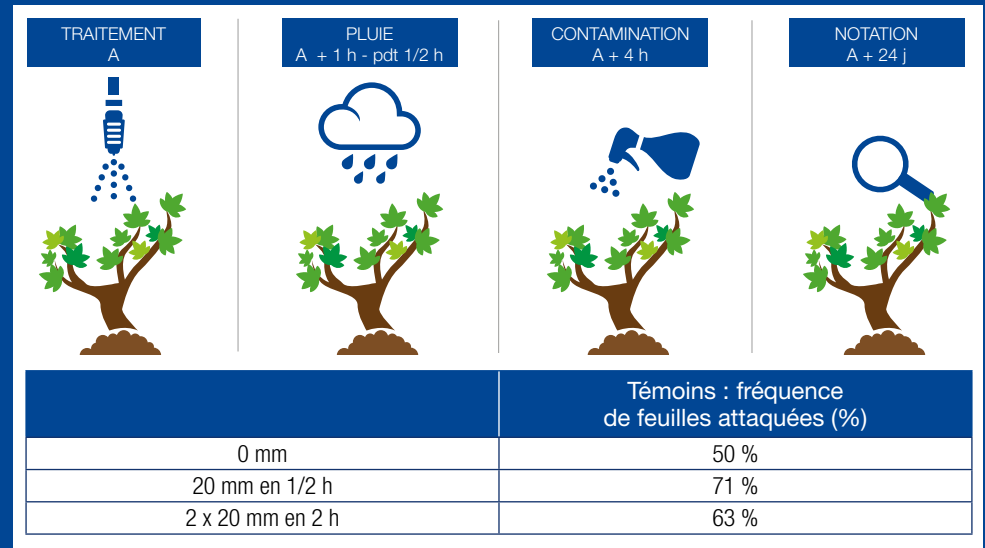 TRAITEMENT
A
PLUIE
A + 1 h - pdt 1/2 h
CONTAMINATION
A + 4 h
NOTATION
A + 24 j
Témoins : fréquence
de feuilles attaquées (%)
0 mm 50 %
20 mm en 1/2 h 71 %
2 x 20 mm en 2 h 63 %